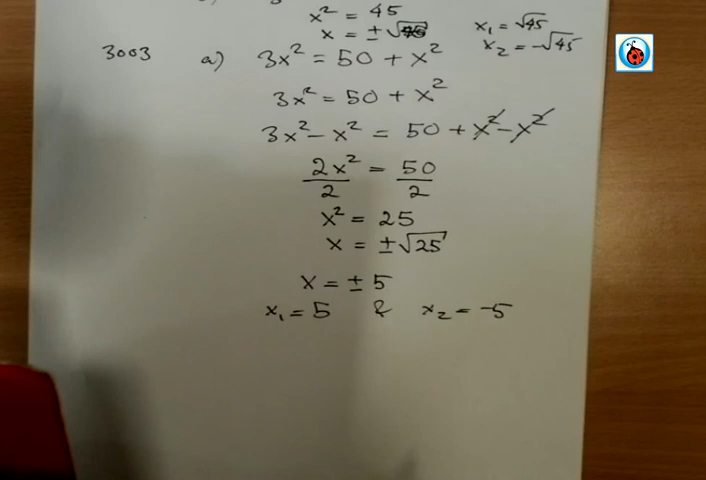 x² = 45
x = ±√45 x₁ = √45
x₂ = -√45
3003 a) 3x² = 50 + x²
3x² = 50 + x²
3x² - x² = 50 + x² - x²
2x²/2 = 50/2
x² = 25
x = ±√25
x = ± 5
x₁ = 5 & x₂ = -5